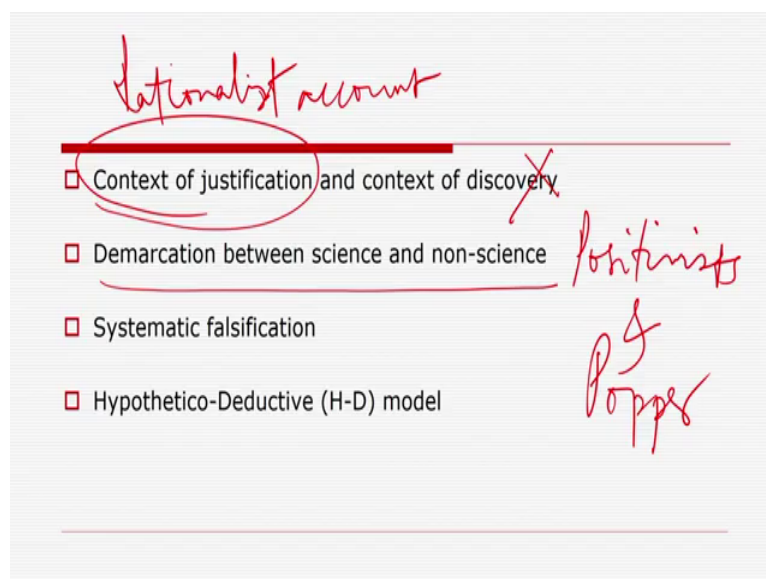 Rationalist account
Context of justification and context of discovery
Demarcation between science and non-science
Positivists
Systematic falsification
&
Hypothetico-Deductive (H-D) model
Popper